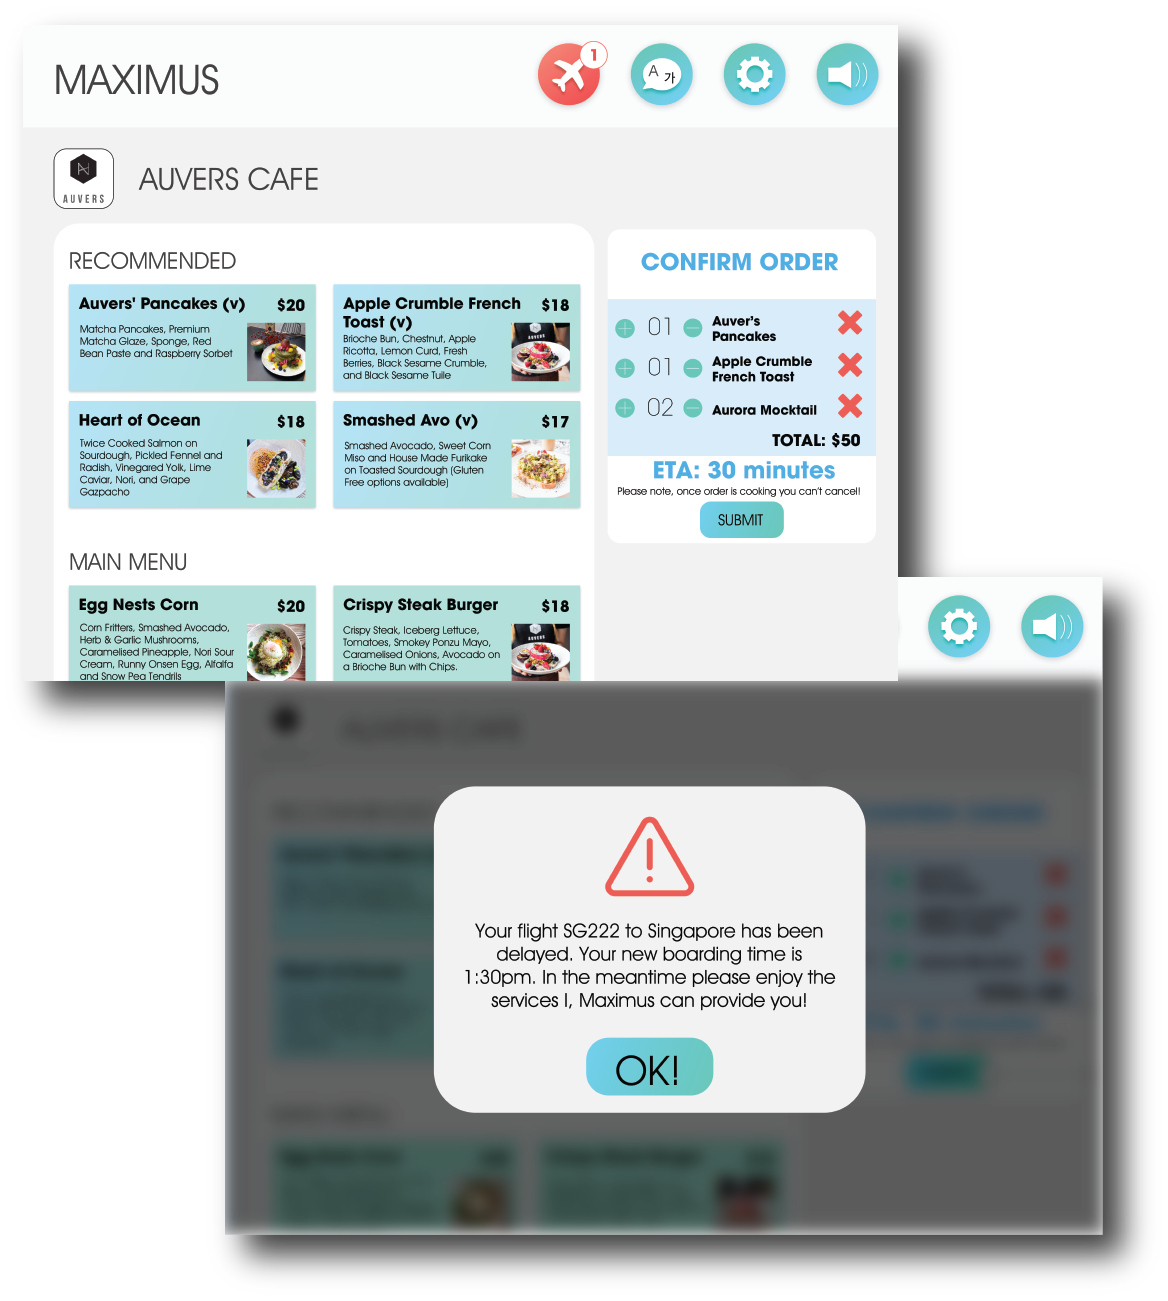 MAXIMUS
1
A 가
AUVERS
AUVERS CAFE
RECOMMENDED
Auvers' Pancakes (v) $20
Matcha Pancakes, Premium
Matcha Glaze, Sponge, Red
Bean Paste and Raspberry Sorbet
Apple Crumble French
Toast (v)
$18
Brioche Bun, Chestnut, Apple
Ricotta, Lemon Curd, Fresh
Berries, Black Sesame Crumble,
and Black Sesame Tuile
Heart of Ocean $18
Twice Cooked Salmon on
Sourdough, Pickled Fennel and
Radish, Vinegared Yolk, Lime
Caviar, Nori, and Grape
Gazpacho
Smashed Avo (v) $17
Smashed Avocado, Sweet Corn
Miso and House Made Furikake
on Toasted Sourdough (Gluten
Free options available)
MAIN MENU
Egg Nests Corn $20
Corn Fritters, Smashed Avocado,
Herb & Garlic Mushrooms,
Caramelised Pineapple, Nori Sour
Cream, Runny Onsen Egg, Alfalfa
and Snow Pea Tendrils
Crispy Steak Burger $18
Crispy Steak, Iceberg Lettuce,
Tomatoes, Smokey Ponzu Mayo,
Caramelised Onions, Avocado on
a Brioche Bun with Chips.
CONFIRM ORDER
01 Auver's
Pancakes
01 Apple Crumble
French Toast
02 Aurora Mocktail
TOTAL: $50
ETA: 30 minutes
Please note, once order is cooking you can't cancel!
SUBMIT
Your flight SG222 to Singapore has been
delayed. Your new boarding time is
1:30pm. In the meantime please enjoy the
services I, Maximus can provide you!
OK!